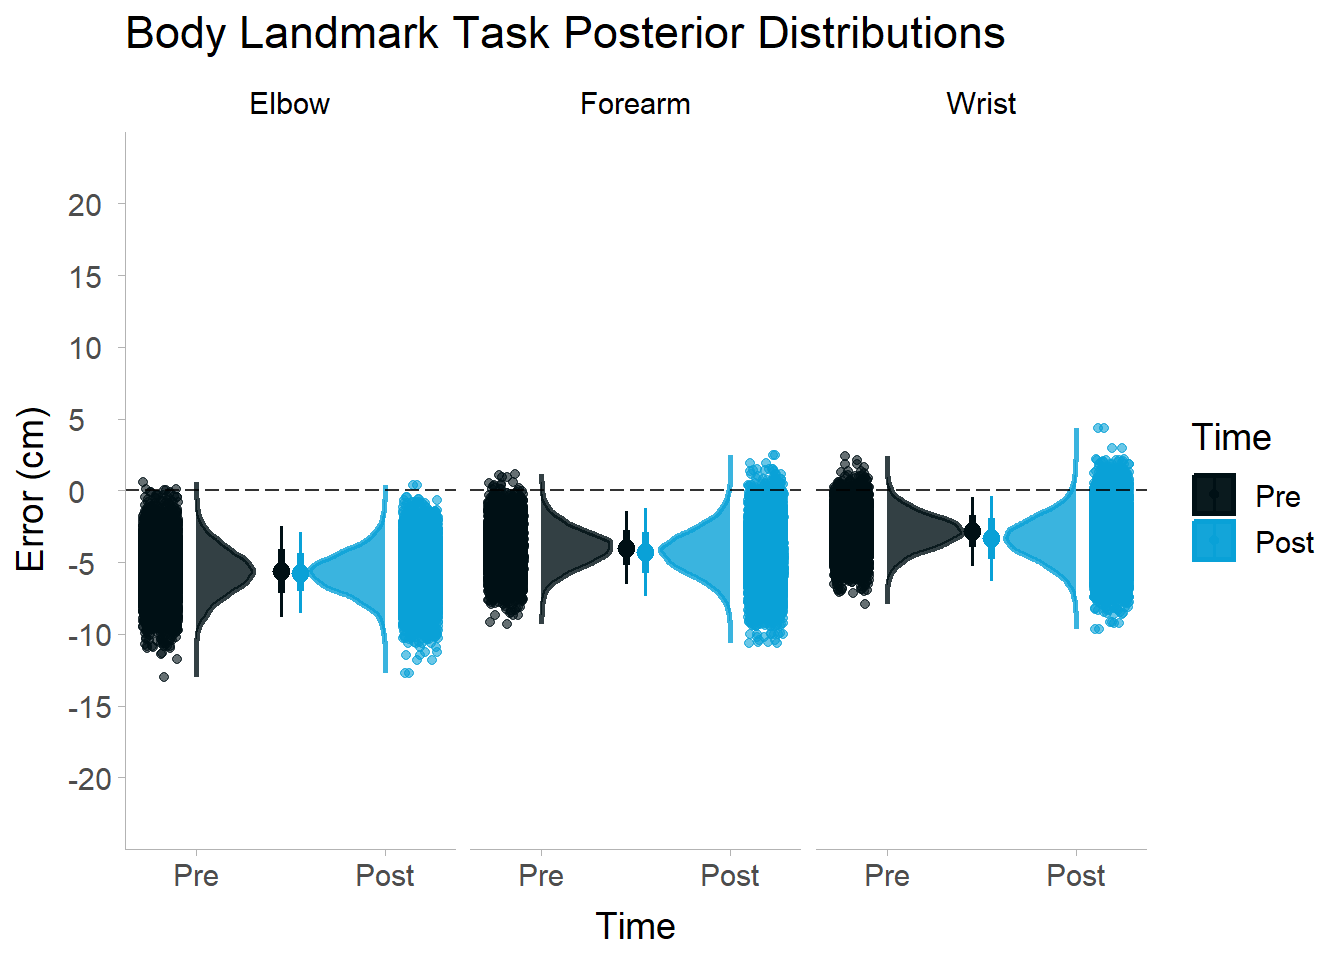 Body Landmark Task Posterior Distributions
Elbow
Forearm
Wrist
20
15
10
5
0
-5
-10
-15
-20
Error (cm)
Pre
Post
Pre
Post
Pre
Post
Time
Time
Pre
Post